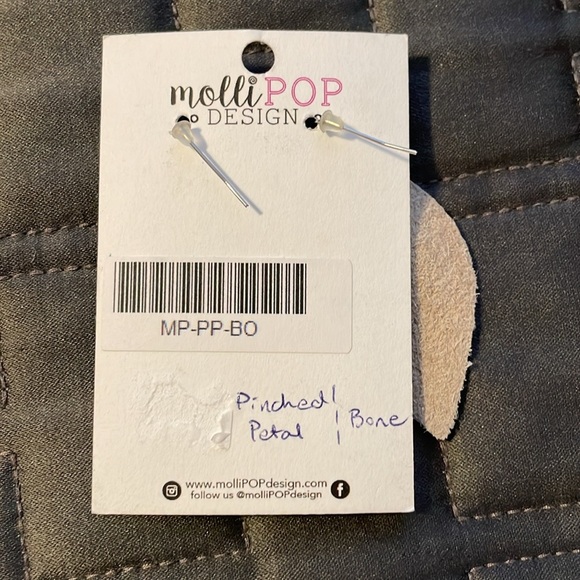 molliPOP
DESIGN
MP-PP-BO
Pinched
Petal | Bone
www.molliPOPdesign.com
follow us @molliPOPdesign